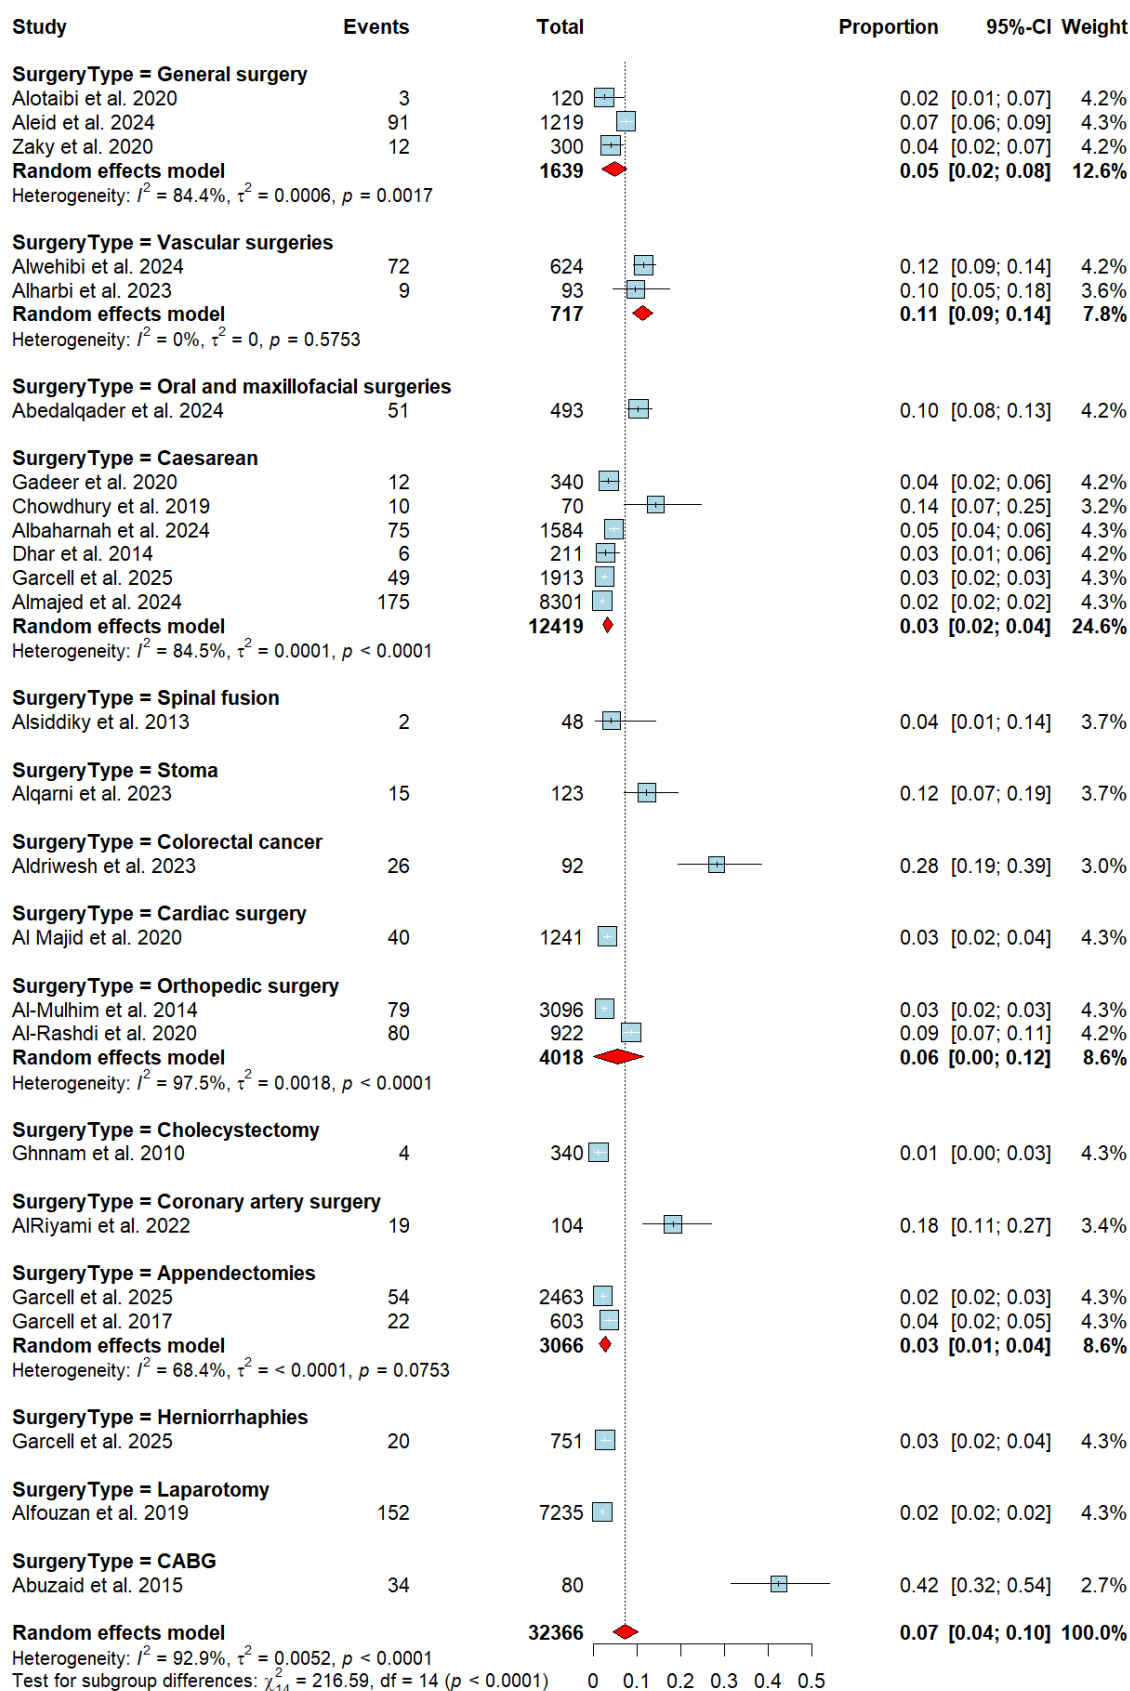 Study Events Total Proportion 95%-CI Weight
SurgeryType = General surgery
Alotaibi et al. 2020 3 120 0.02 [0.01; 0.07] 4.2%
Aleid et al. 2024 91 1219 0.07 [0.06; 0.09] 4.3%
Zaky et al. 2020 12 300 0.04 [0.02; 0.07] 4.2%
Random effects model 1639 0.05 [0.02; 0.08] 12.6%
Heterogeneity: I² = 84.4%, τ² = 0.0006, p = 0.0017
SurgeryType = Vascular surgeries
Alwehibi et al. 2024 72 624 0.12 [0.09; 0.14] 4.2%
Alharbi et al. 2023 9 93 0.10 [0.05; 0.18] 3.6%
Random effects model 717 0.11 [0.09; 0.14] 7.8%
Heterogeneity: I² = 0%, τ² = 0, p = 0.5753
SurgeryType = Oral and maxillofacial surgeries
Abedalqader et al. 2024 51 493 0.10 [0.08; 0.13] 4.2%
SurgeryType = Caesarean
Gadeer et al. 2020 12 340 0.04 [0.02; 0.06] 4.2%
Chowdhury et al. 2019 10 70 0.14 [0.07; 0.25] 3.2%
Albaharnah et al. 2024 75 1584 0.05 [0.04; 0.06] 4.3%
Dhar et al. 2014 6 211 0.03 [0.01; 0.06] 4.2%
Garcell et al. 2025 49 1913 0.03 [0.02; 0.03] 4.3%
Almajed et al. 2024 175 8301 0.02 [0.02; 0.02] 4.3%
Random effects model 12419 0.03 [0.02; 0.04] 24.6%
Heterogeneity: I² = 84.5%, τ² = 0.0001, p < 0.0001
SurgeryType = Spinal fusion
Alsiddiky et al. 2013 2 48 0.04 [0.01; 0.14] 3.7%
SurgeryType = Stoma
Alqarni et al. 2023 15 123 0.12 [0.07; 0.19] 3.7%
SurgeryType = Colorectal cancer
Aldriwesh et al. 2023 26 92 0.28 [0.19; 0.39] 3.0%
SurgeryType = Cardiac surgery
Al Majid et al. 2020 40 1241 0.03 [0.02; 0.04] 4.3%
SurgeryType = Orthopedic surgery
Al-Mulhim et al. 2014 79 3096 0.03 [0.02; 0.03] 4.3%
Al-Rashdi et al. 2020 80 922 0.09 [0.07; 0.11] 4.2%
Random effects model 4018 0.06 [0.00; 0.12] 8.6%
Heterogeneity: I² = 97.5%, τ² = 0.0018, p < 0.0001
SurgeryType = Cholecystectomy
Ghnnam et al. 2010 4 340 0.01 [0.00; 0.03] 4.3%
SurgeryType = Coronary artery surgery
AlRiyami et al. 2022 19 104 0.18 [0.11; 0.27] 3.4%
SurgeryType = Appendectomies
Garcell et al. 2025 54 2463 0.02 [0.02; 0.03] 4.3%
Garcell et al. 2017 22 603 0.04 [0.02; 0.05] 4.3%
Random effects model 3066 0.03 [0.01; 0.04] 8.6%
Heterogeneity: I² = 68.4%, τ² = < 0.0001, p = 0.0753
SurgeryType = Herniorrhaphies
Garcell et al. 2025 20 751 0.03 [0.02; 0.04] 4.3%
SurgeryType = Laparotomy
Alfouzan et al. 2019 152 7235 0.02 [0.02; 0.02] 4.3%
SurgeryType = CABG
Abuzaid et al. 2015 34 80 0.42 [0.32; 0.54] 2.7%
Random effects model 32366 0.07 [0.04; 0.10] 100.0%
Heterogeneity: I² = 92.9%, τ² = 0.0052, p < 0.0001
Test for subgroup differences: χ²₁₄ = 216.59, df = 14 (p < 0.0001) 0 0.1 0.2 0.3 0.4 0.5